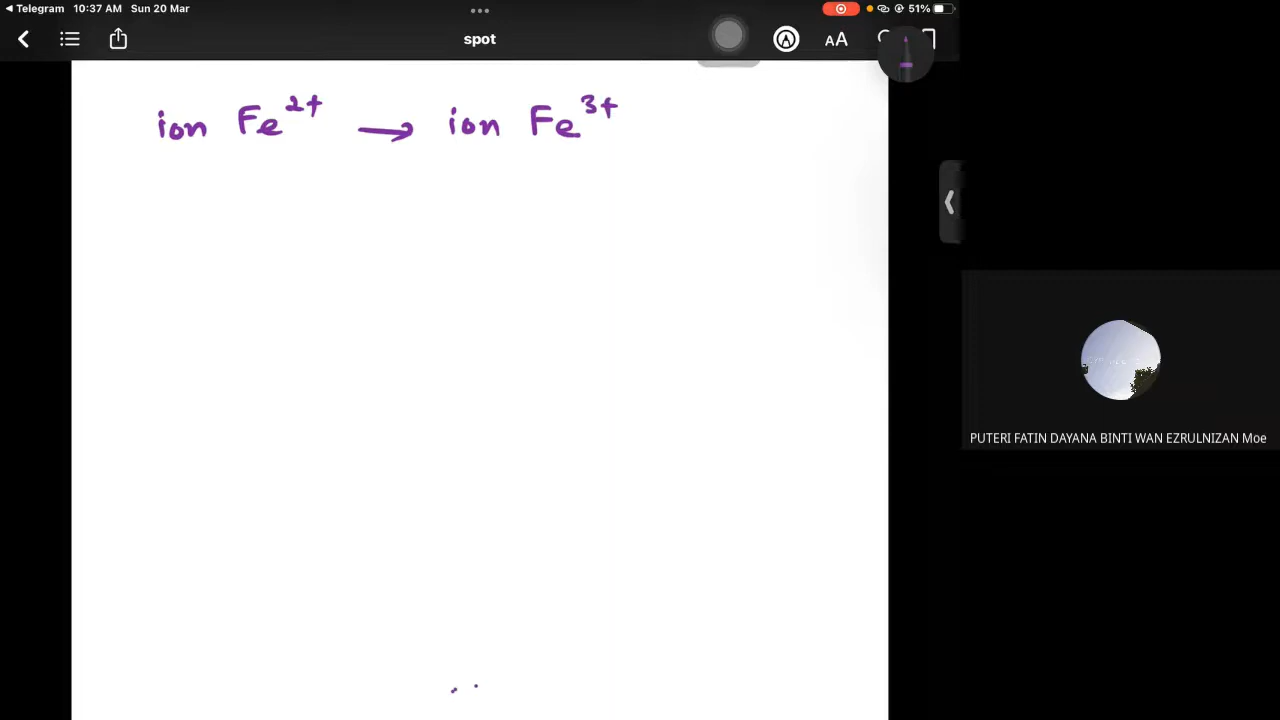 Telegram 10:37 AM Sun 20 Mar
51%
spot
AA
ion Fe²⁺ → ion Fe³⁺
PUTERI FATIN DAYANA BINTI WAN EZRULNIZAN Moe